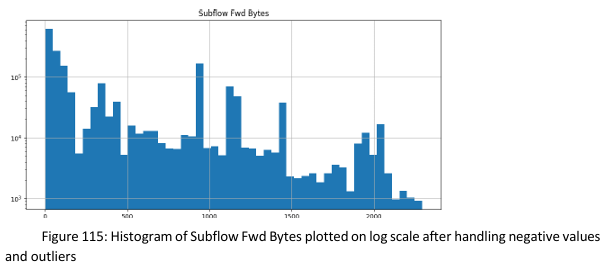 Subflow Fwd Bytes
10⁵
10⁴
10³
0 500 1000 1500 2000
Figure 115: Histogram of Subflow Fwd Bytes plotted on log scale after handling negative values
and outliers